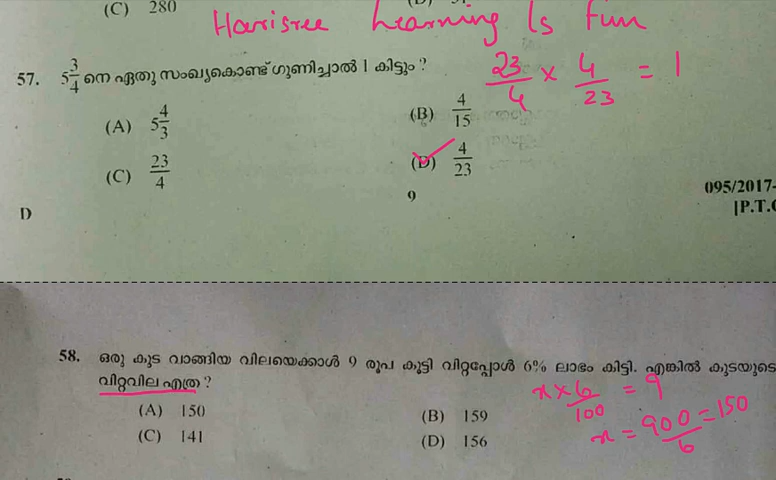 (C) 280
Harisree Learning Is Fun
57. 5 3/4 നെ ഏതു സംഖ്യകൊണ്ട് ഗുണിച്ചാൽ 1 കിട്ടും ?
23/4 × 4/23 = 1
(A) 5 4/3 (B) 4/15
(C) 23/4 (D) 4/23
D 9 095/2017-
[P.T.O
58. ഒരു കുട വാങ്ങിയ വിലയെക്കാൾ 9 രൂപ കൂട്ടി വിറ്റപ്പോൾ 6% ലാഭം കിട്ടി. എങ്കിൽ കുടയുടെ
വിറ്റവില എത്ര ?
x × 6/100 = 9
x = 900/6 = 150
(A) 150 (B) 159
(C) 141 (D) 156